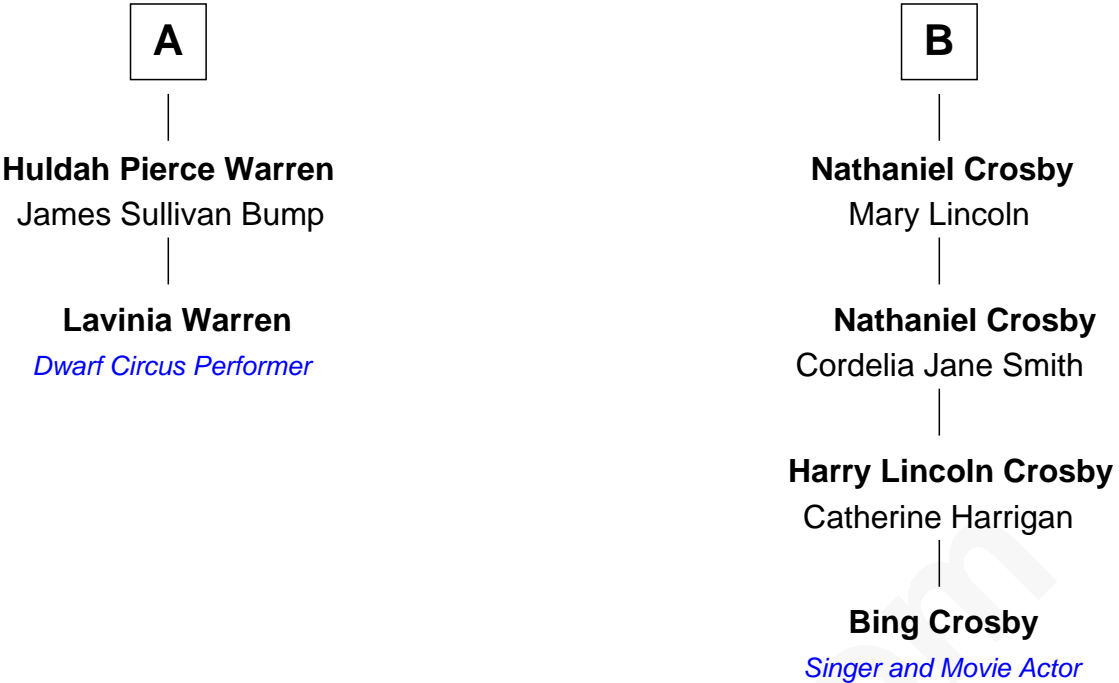 A
Huldah Pierce Warren
James Sullivan Bump
Lavinia Warren
Dwarf Circus Performer
B
Nathaniel Crosby
Mary Lincoln
Nathaniel Crosby
Cordelia Jane Smith
Harry Lincoln Crosby
Catherine Harrigan
Bing Crosby
Singer and Movie Actor